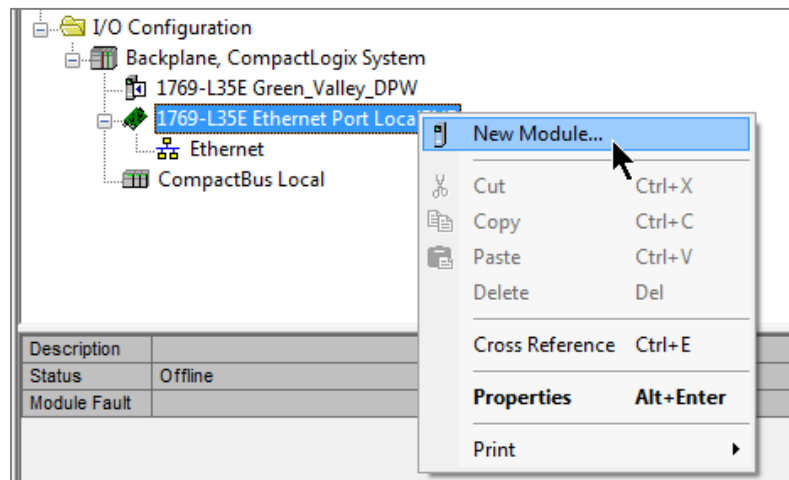 I/O Configuration
Backplane, CompactLogix System
1769-L35E Green_Valley_DPW
1769-L35E Ethernet Port Local
Ethernet
CompactBus Local
New Module...
Cut Ctrl+X
Copy Ctrl+C
Paste Ctrl+V
Delete Del
Cross Reference Ctrl+E
Properties Alt+Enter
Print
Description
Status Offline
Module Fault